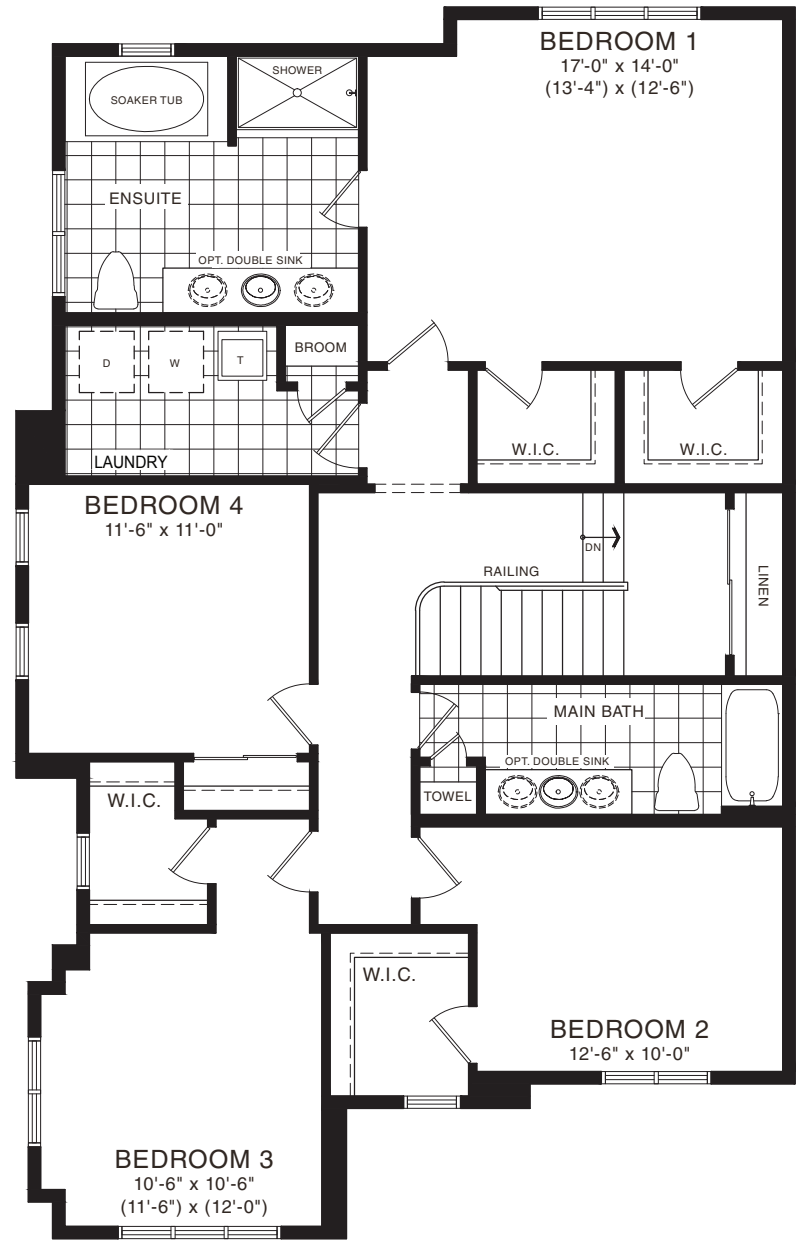 BEDROOM 1
17'-0" x 14'-0"
(13'-4") x (12'-6")
SHOWER
SOAKER TUB
ENSUITE
OPT. DOUBLE SINK
BROOM
D
W
T
LAUNDRY
W.I.C.
W.I.C.
BEDROOM 4
11'-6" x 11'-0"
DN
RAILING
LINEN
MAIN BATH
OPT. DOUBLE SINK
TOWEL
W.I.C.
W.I.C.
BEDROOM 2
12'-6" x 10'-0"
BEDROOM 3
10'-6" x 10'-6"
(11'-6") x (12'-0")